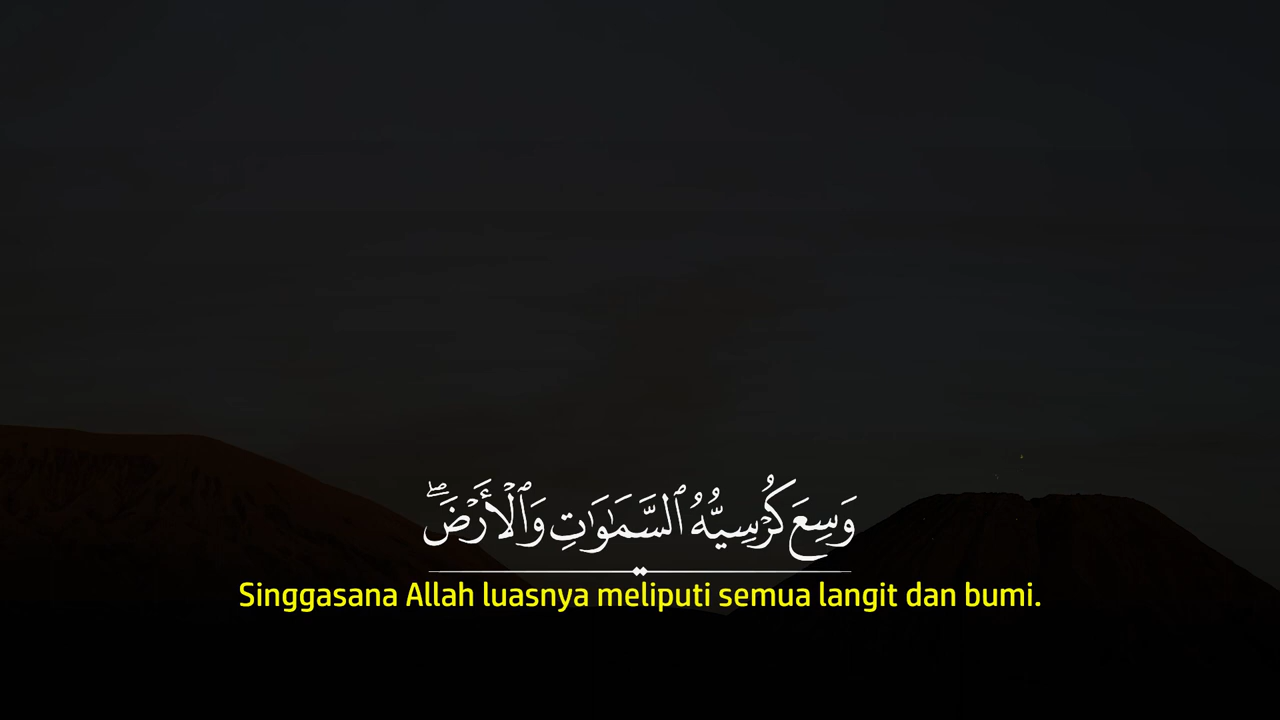 وَسِعَ كُرْسِيُّهُ ٱلسَّمَـٰوَٰتِ وَٱلْأَرْضَ ۖ
Singgasana Allah luasnya meliputi semua langit dan bumi.